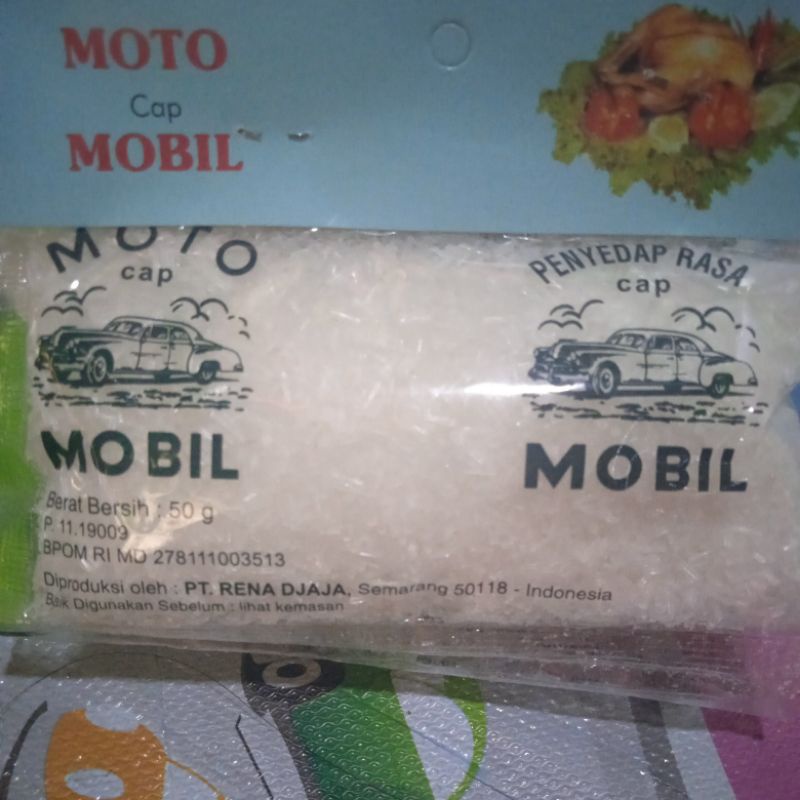 MOTO
Cap
MOBIL
MOTO
cap
MOBIL
PENYEDAP RASA
cap
MOBIL
Berat Bersih : 50 g
P. 11.19009
BPOM RI MD 278111003513
Diproduksi oleh : PT. RENA DJAJA, Semarang 50118 - Indonesia
Baik Digunakan Sebelum : lihat kemasan